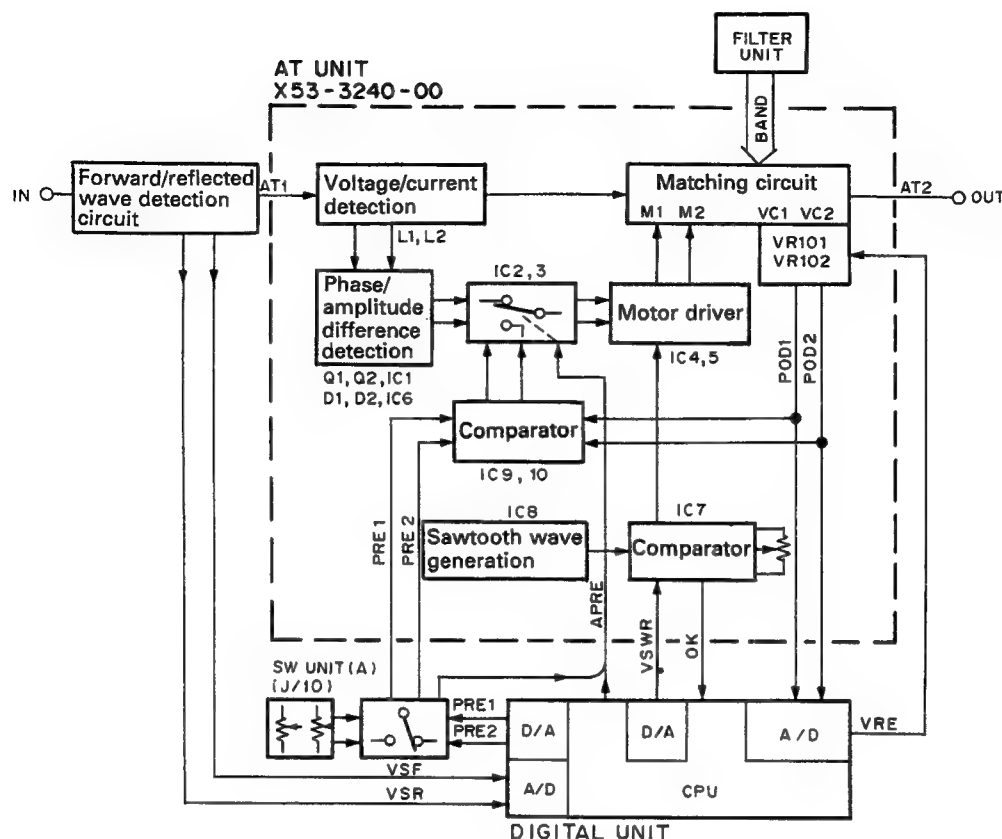 FILTER
UNIT
AT UNIT
X53-3240-00
BAND
IN
Forward/reflected
wave detection
circuit
AT1
Voltage/current
detection
Matching circuit
M1 M2 VC1 VC2
AT2
OUT
L1, L2
VR101
VR102
Phase/
amplitude
difference
detection
IC2, 3
Motor driver
IC4, 5
POD1
POD2
Q1, Q2, IC1
D1, D2, IC6
Comparator
IC9, 10
PRE1
PRE2
IC8
Sawtooth wave
generation
IC7
Comparator
APRE
VSWR
OK
SW UNIT(A)
(J/10)
PRE1
PRE2
D/A
D/A
A/D
VRE
VSF
VSR
A/D
CPU
DIGITAL UNIT